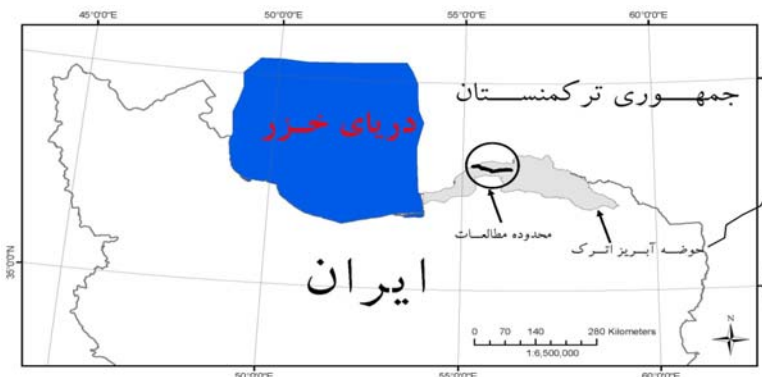 45°0'0"E 50°0'0"E 55°0'0"E 60°0'0"E
جمهوری ترکمنستان
دریای خزر
محدوده مطالعات
حوضه آبریز اترک
35°0'0"N
ایران
N
0 70 140 280 Kilometers
1:6,500,000
50°0'0"E 55°0'0"E 60°0'0"E